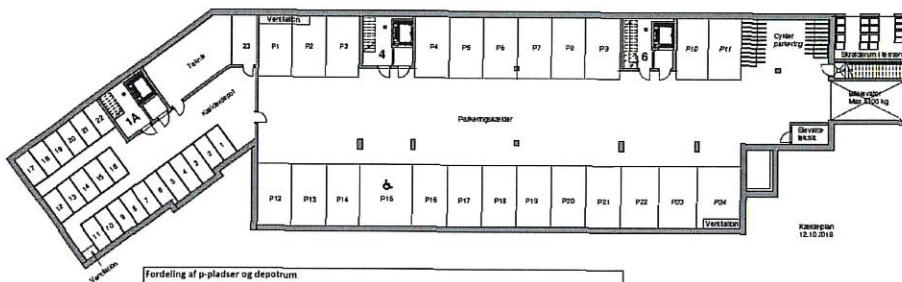 Ventilation
23
P1
P2
P3
4
P4
P5
P6
P7
P8
P9
6
P10
P11
Cykler
parkering
Teknik
Kælderdepot
1A
22
21
20
19
18
17
16
15
14
13
12
11
10
9
8
7
6
5
4
3
2
1
Ventilation
Parkeringskælder
Max
kg
Elevator
teknik
P12
P13
P14
P15
P16
P17
P18
P19
P20
P21
P22
P23
P24
Ventilation
Kælderplan
12.10.2018
Fordeling af p-pladser og depotrum